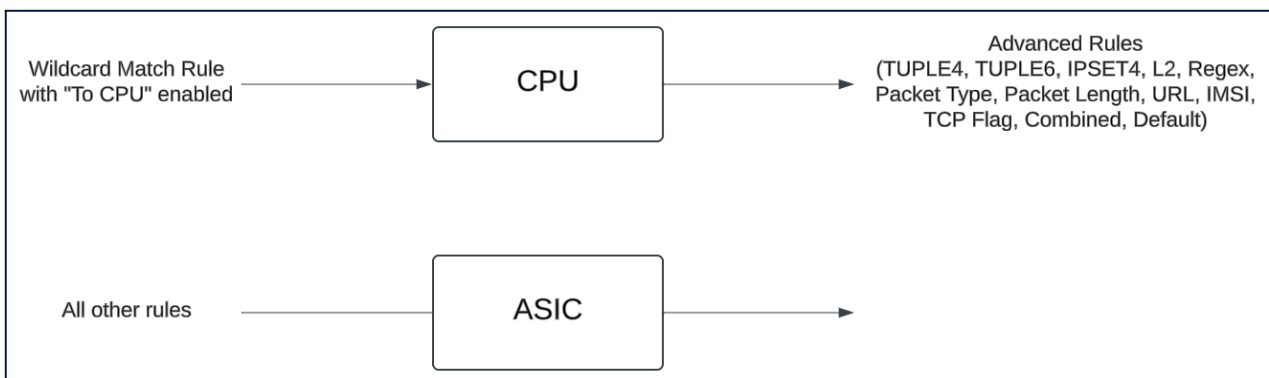 Wildcard Match Rule
with "To CPU" enabled
CPU
Advanced Rules
(TUPLE4, TUPLE6, IPSET4, L2, Regex,
Packet Type, Packet Length, URL, IMSI,
TCP Flag, Combined, Default)
All other rules
ASIC